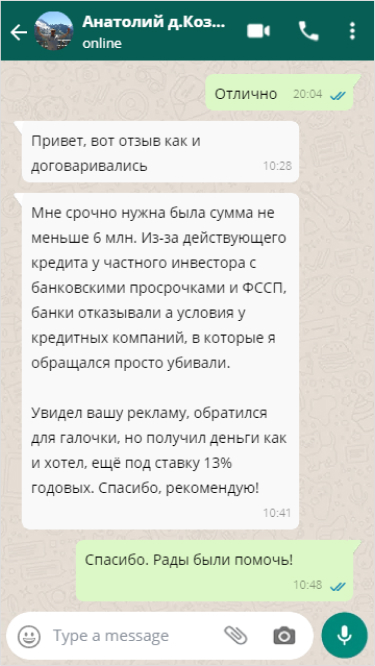 Анатолий д.Коз...
online
Отлично 20:04
Привет, вот отзыв как и
договаривались 10:28
Мне срочно нужна была сумма не
меньше 6 млн. Из-за действующего
кредита у частного инвестора с
банковскими просрочками и ФССП,
банки отказывали а условия у
кредитных компаний, в которые я
обращался просто убивали.
Увидел вашу рекламу, обратился
для галочки, но получил деньги как
и хотел, ещё под ставку 13%
годовых. Спасибо, рекомендую!
10:41
Спасибо. Рады были помочь!
10:48
Type a message